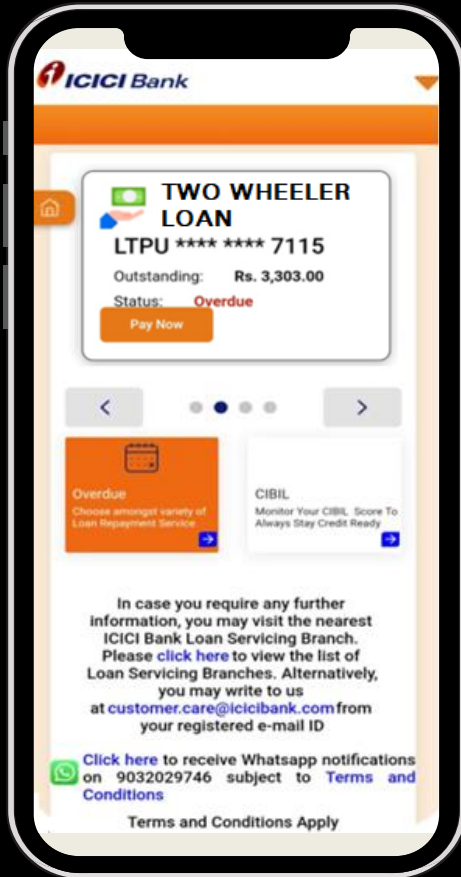 ICICI Bank
TWO WHEELER
LOAN
LTPU **** **** 7115
Outstanding: Rs. 3,303.00
Status: Overdue
Pay Now
Overdue
Choose amongst variety of
Loan Repayment Service
CIBIL
Monitor Your CIBIL Score To
Always Stay Credit Ready
In case you require any further
information, you may visit the nearest
ICICI Bank Loan Servicing Branch.
Please click here to view the list of
Loan Servicing Branches. Alternatively,
you may write to us
at customer.care@icicibank.com from
your registered e-mail ID
Click here to receive Whatsapp notifications
on 9032029746 subject to Terms and
Conditions
Terms and Conditions Apply